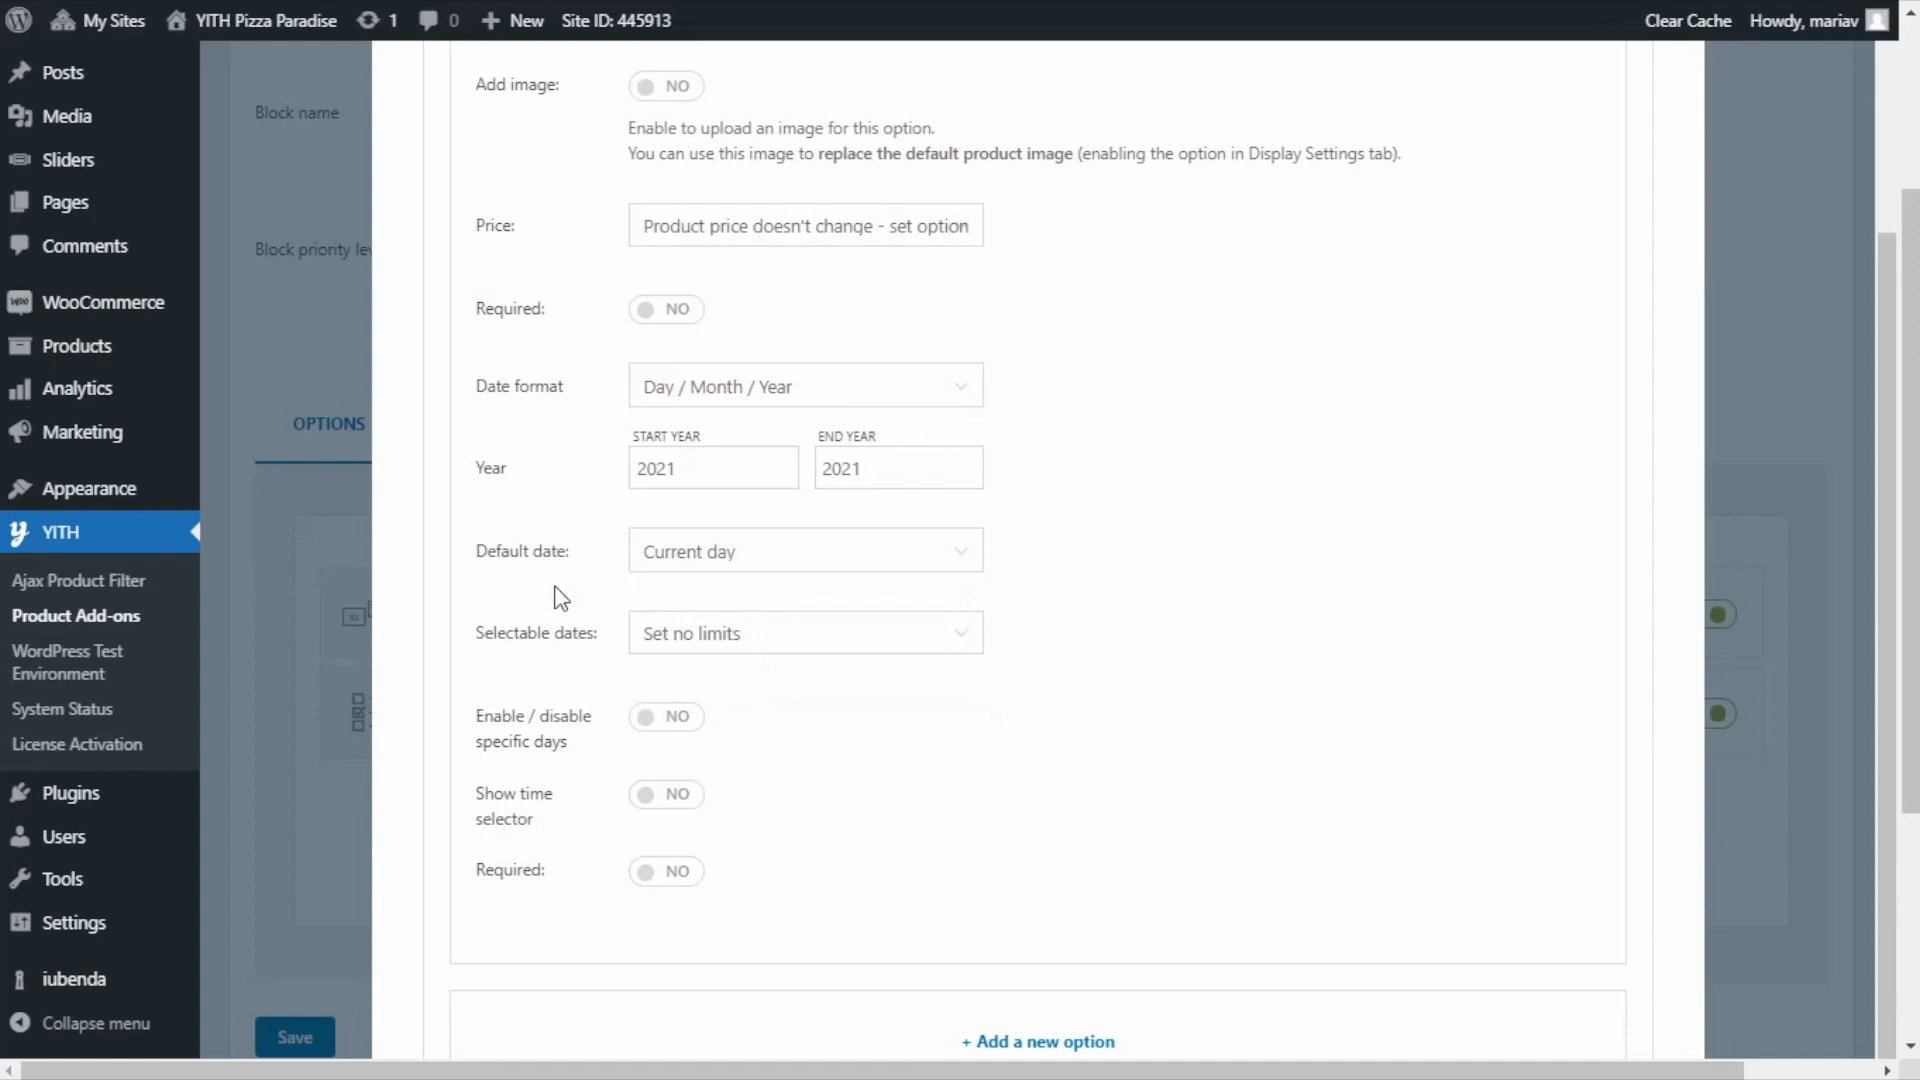 My Sites YITH Pizza Paradise 1 0 New Site ID: 445913 Clear Cache Howdy, mariav
Posts
Media
Sliders
Pages
Comments
WooCommerce
Products
Analytics
Marketing
Appearance
YITH
Ajax Product Filter
Product Add-ons
WordPress Test
Environment
System Status
License Activation
Plugins
Users
Tools
Settings
iubenda
Collapse menu
Block name
Block priority lev
OPTIONS
XL
Save
Add image: NO
Enable to upload an image for this option.
You can use this image to replace the default product image (enabling the option in Display Settings tab).
Price: Product price doesn't change - set option
Required: NO
Date format Day / Month / Year
START YEAR END YEAR
Year 2021 2021
Default date: Current day
Selectable dates: Set no limits
Enable / disable NO
specific days
Show time NO
selector
Required: NO
+ Add a new option